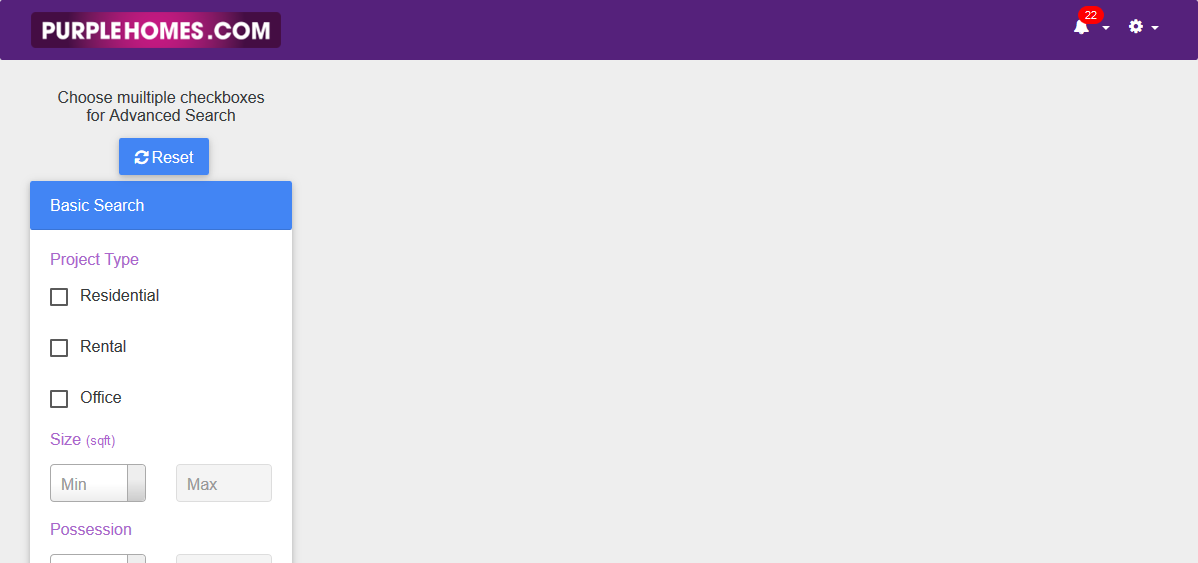 PURPLEHOMES.COM
22
Choose muiltiple checkboxes
for Advanced Search
Reset
Basic Search
Project Type
Residential
Rental
Office
Size (sqft)
Min Max
Possession